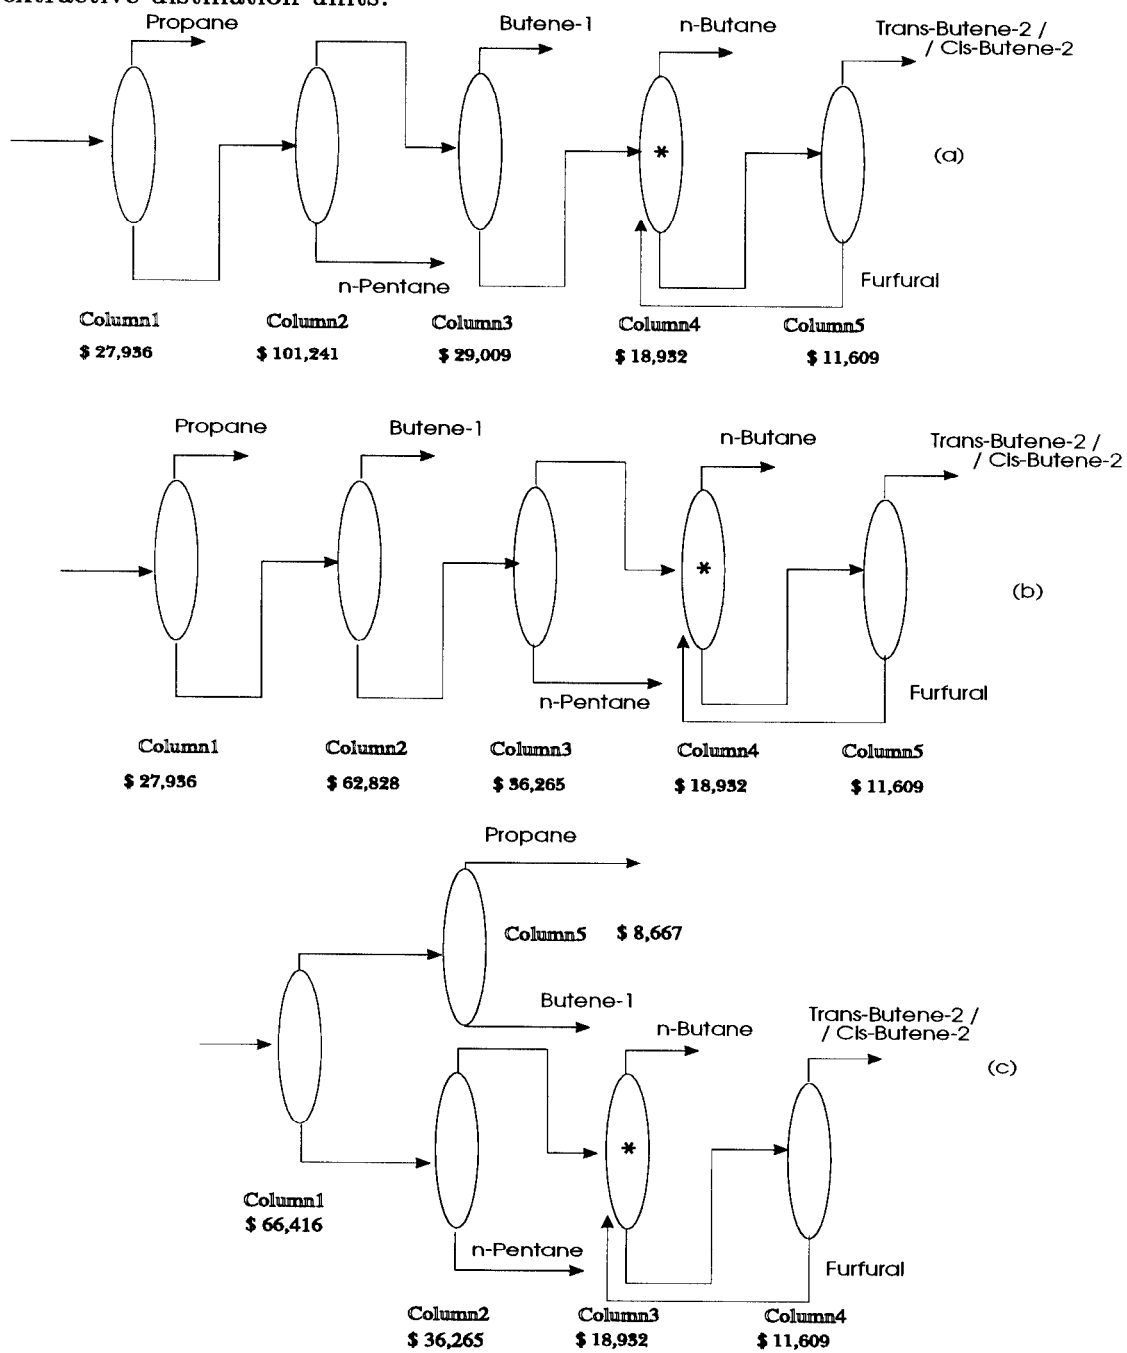 extractive distillation units.
Propane
Butene-1
n-Butane
Trans-Butene-2 /
/ Cis-Butene-2
*
(a)
n-Pentane
Furfural
Column1
Column2
Column3
Column4
Column5
$ 27,936
$ 101,241
$ 29,009
$ 18,932
$ 11,609
Propane
Butene-1
n-Butane
Trans-Butene-2 /
/ Cis-Butene-2
*
(b)
n-Pentane
Furfural
Column1
Column2
Column3
Column4
Column5
$ 27,936
$ 62,828
$ 36,265
$ 18,932
$ 11,609
Propane
Column5 $ 8,667
Butene-1
n-Butane
Trans-Butene-2 /
/ Cis-Butene-2
(c)
*
Column1
$ 66,416
n-Pentane
Furfural
Column2
Column3
Column4
$ 36,265
$ 18,932
$ 11,609